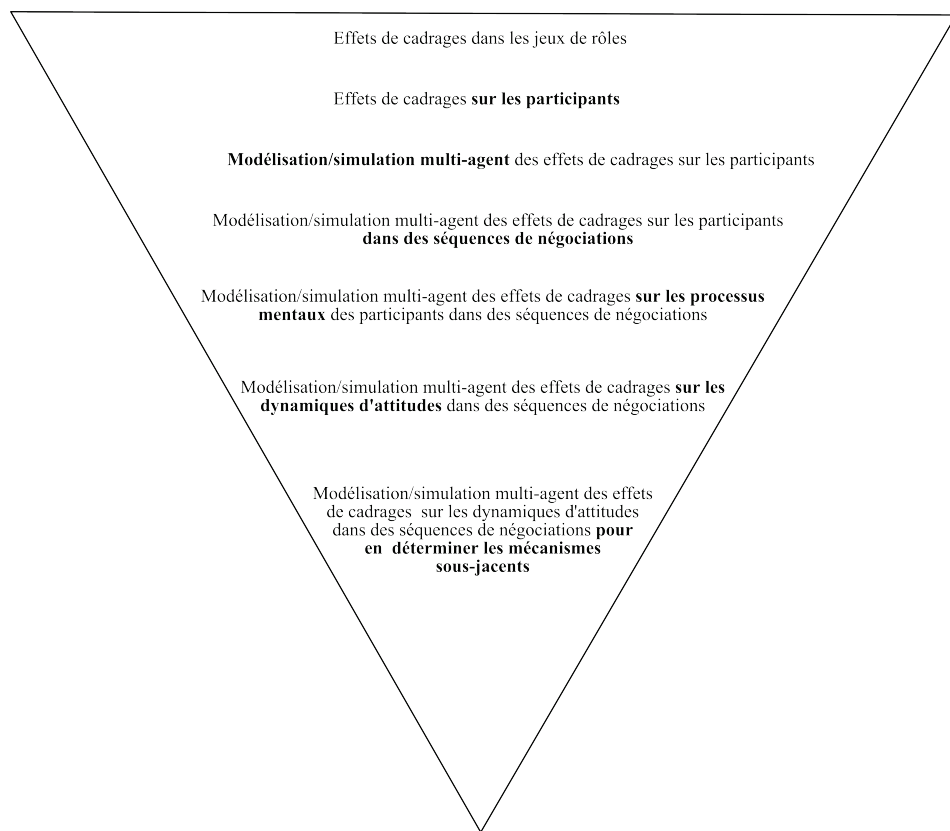 Effets de cadrages dans les jeux de rôles
Effets de cadrages sur les participants
Modélisation/simulation multi-agent des effets de cadrages sur les participants
Modélisation/simulation multi-agent des effets de cadrages sur les participants
dans des séquences de négociations
Modélisation/simulation multi-agent des effets de cadrages sur les processus
mentaux des participants dans des séquences de négociations
Modélisation/simulation multi-agent des effets de cadrages sur les
dynamiques d'attitudes dans des séquences de négociations
Modélisation/simulation multi-agent des effets
de cadrages sur les dynamiques d'attitudes
dans des séquences de négociations pour
en déterminer les mécanismes
sous-jacents